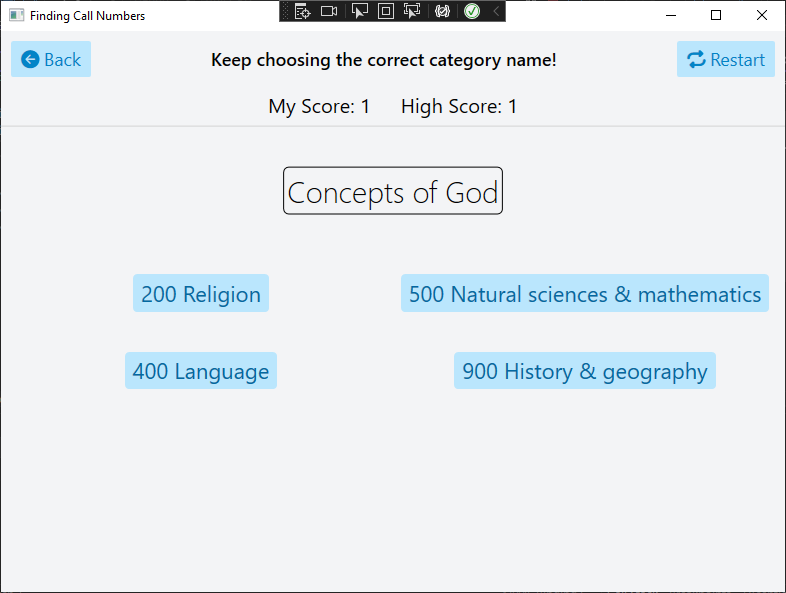 Finding Call Numbers
Back
Keep choosing the correct category name!
Restart
My Score: 1
High Score: 1
Concepts of God
200 Religion
500 Natural sciences & mathematics
400 Language
900 History & geography